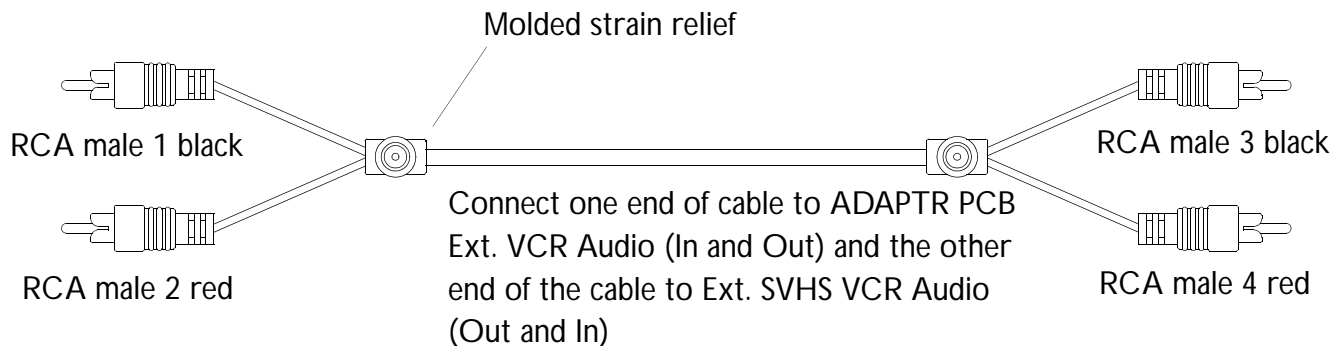 Molded strain relief
RCA male 1 black
RCA male 3 black
Connect one end of cable to ADAPTR PCB
Ext. VCR Audio (In and Out) and the other
end of the cable to Ext. SVHS VCR Audio
(Out and In)
RCA male 2 red
RCA male 4 red